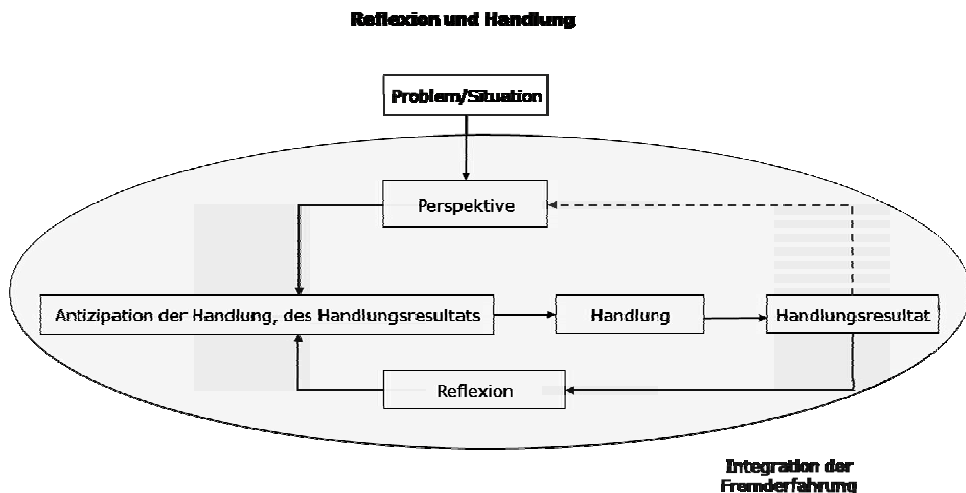 Reflexion und Handlung
Problem/Situation
Perspektive
Antizipation der Handlung, des Handlungsresultats
Handlung
Handlungsresultat
Reflexion
Integration der
Fremderfahrung